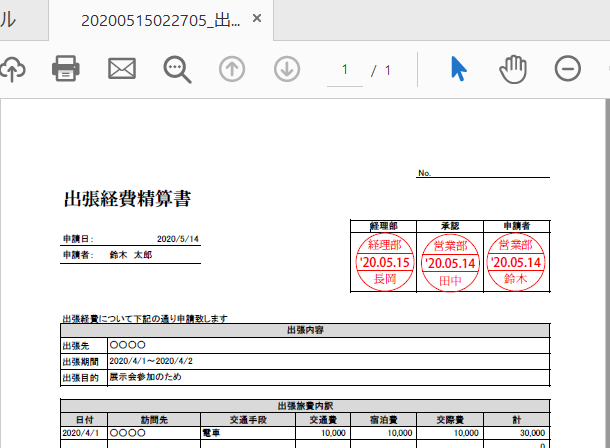 ル
20200515022705_出... ×
1 / 1
No.
出張経費精算書
申請日: 2020/5/14
申請者: 鈴木 太郎
経理部 承認 申請者
経理部 営業部 営業部
'20.05.15 '20.05.14 '20.05.14
長岡 田中 鈴木
出張経費について下記の通り申請致します
出張内容
出張先 〇〇〇〇
出張期間 2020/4/1~2020/4/2
出張目的 展示会参加のため
出張旅費内訳
日付 訪問先 交通手段 交通費 宿泊費 交際費 計
2020/4/1 〇〇〇〇 電車 10,000 10,000 10,000 30,000
0